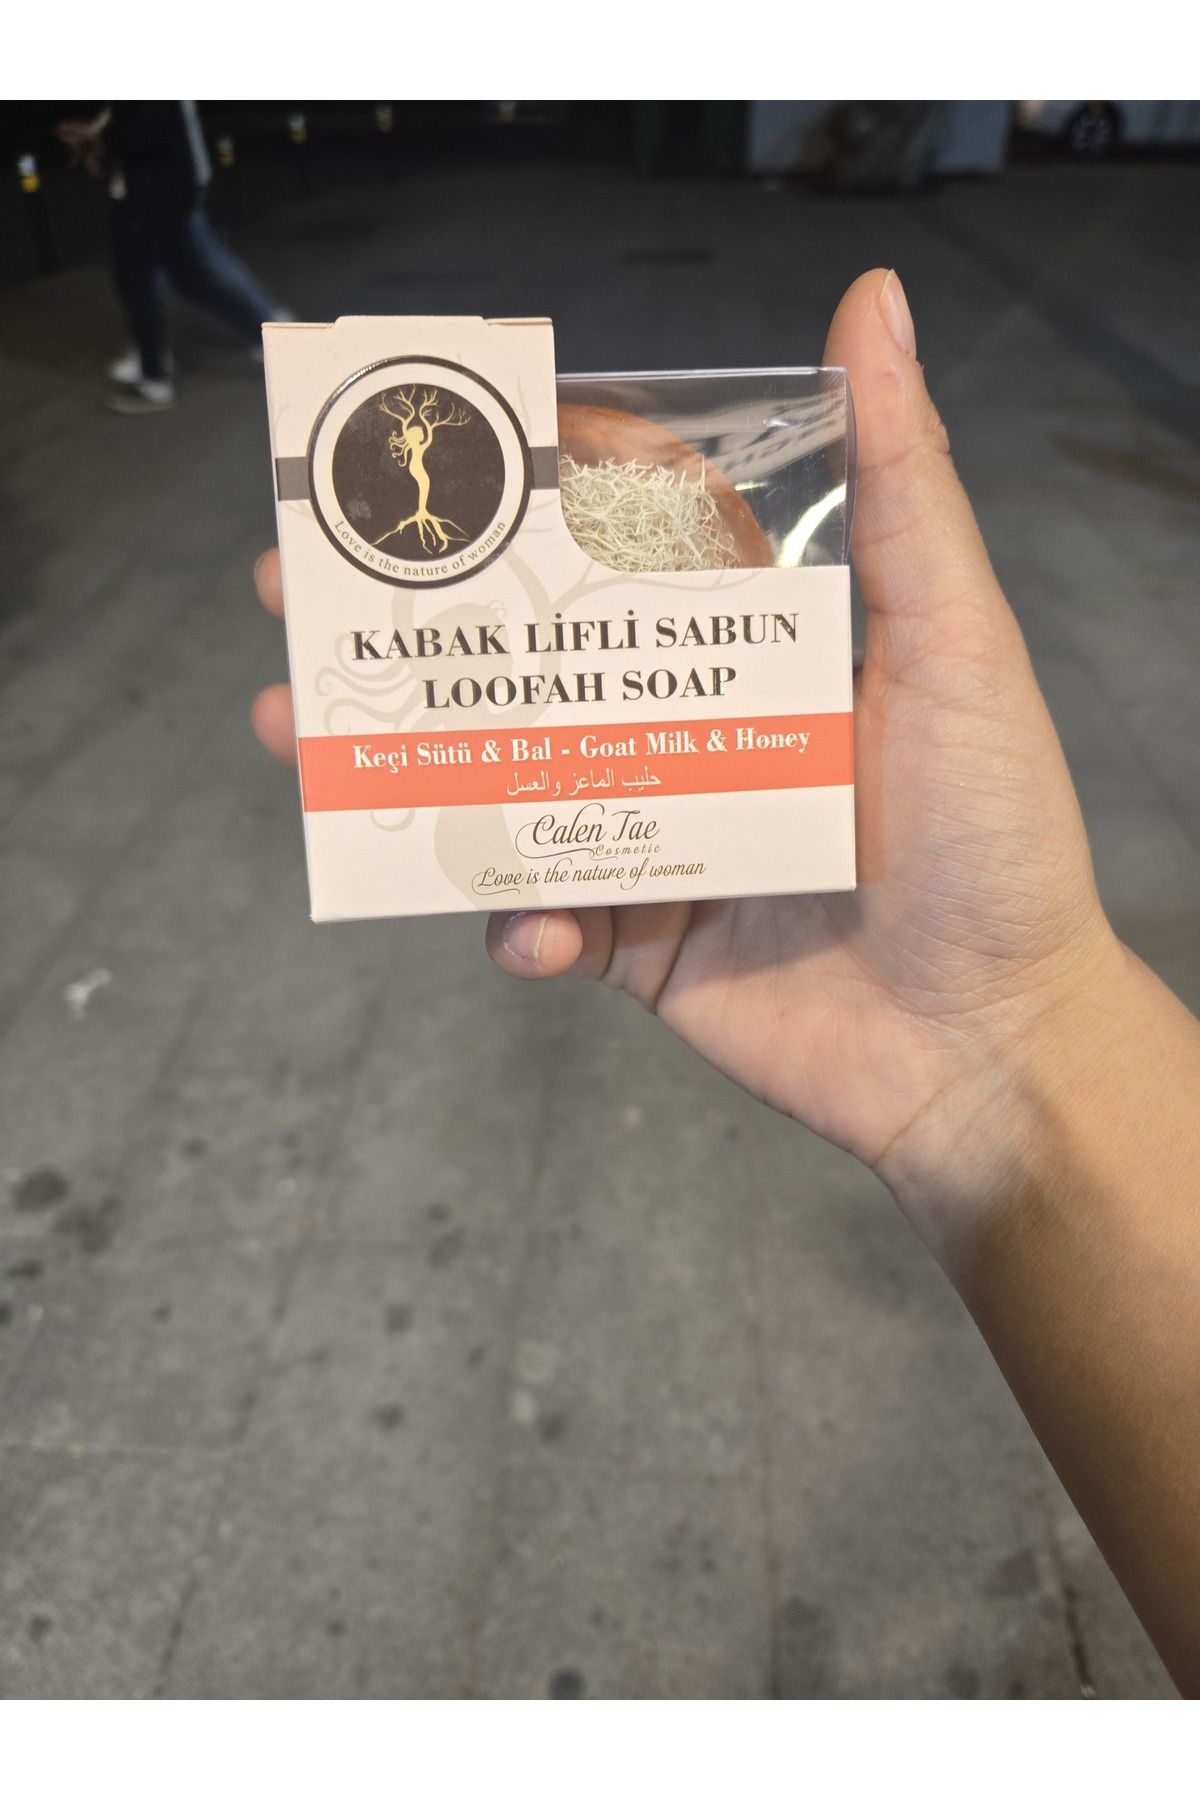 Love is the nature of woman
KABAK LİFLİ SABUN
LOOFAH SOAP
Keçi Sütü & Bal - Goat Milk & Honey
حليب الماعز والعسل
Calen Tae
Cosmetic
Love is the nature of woman